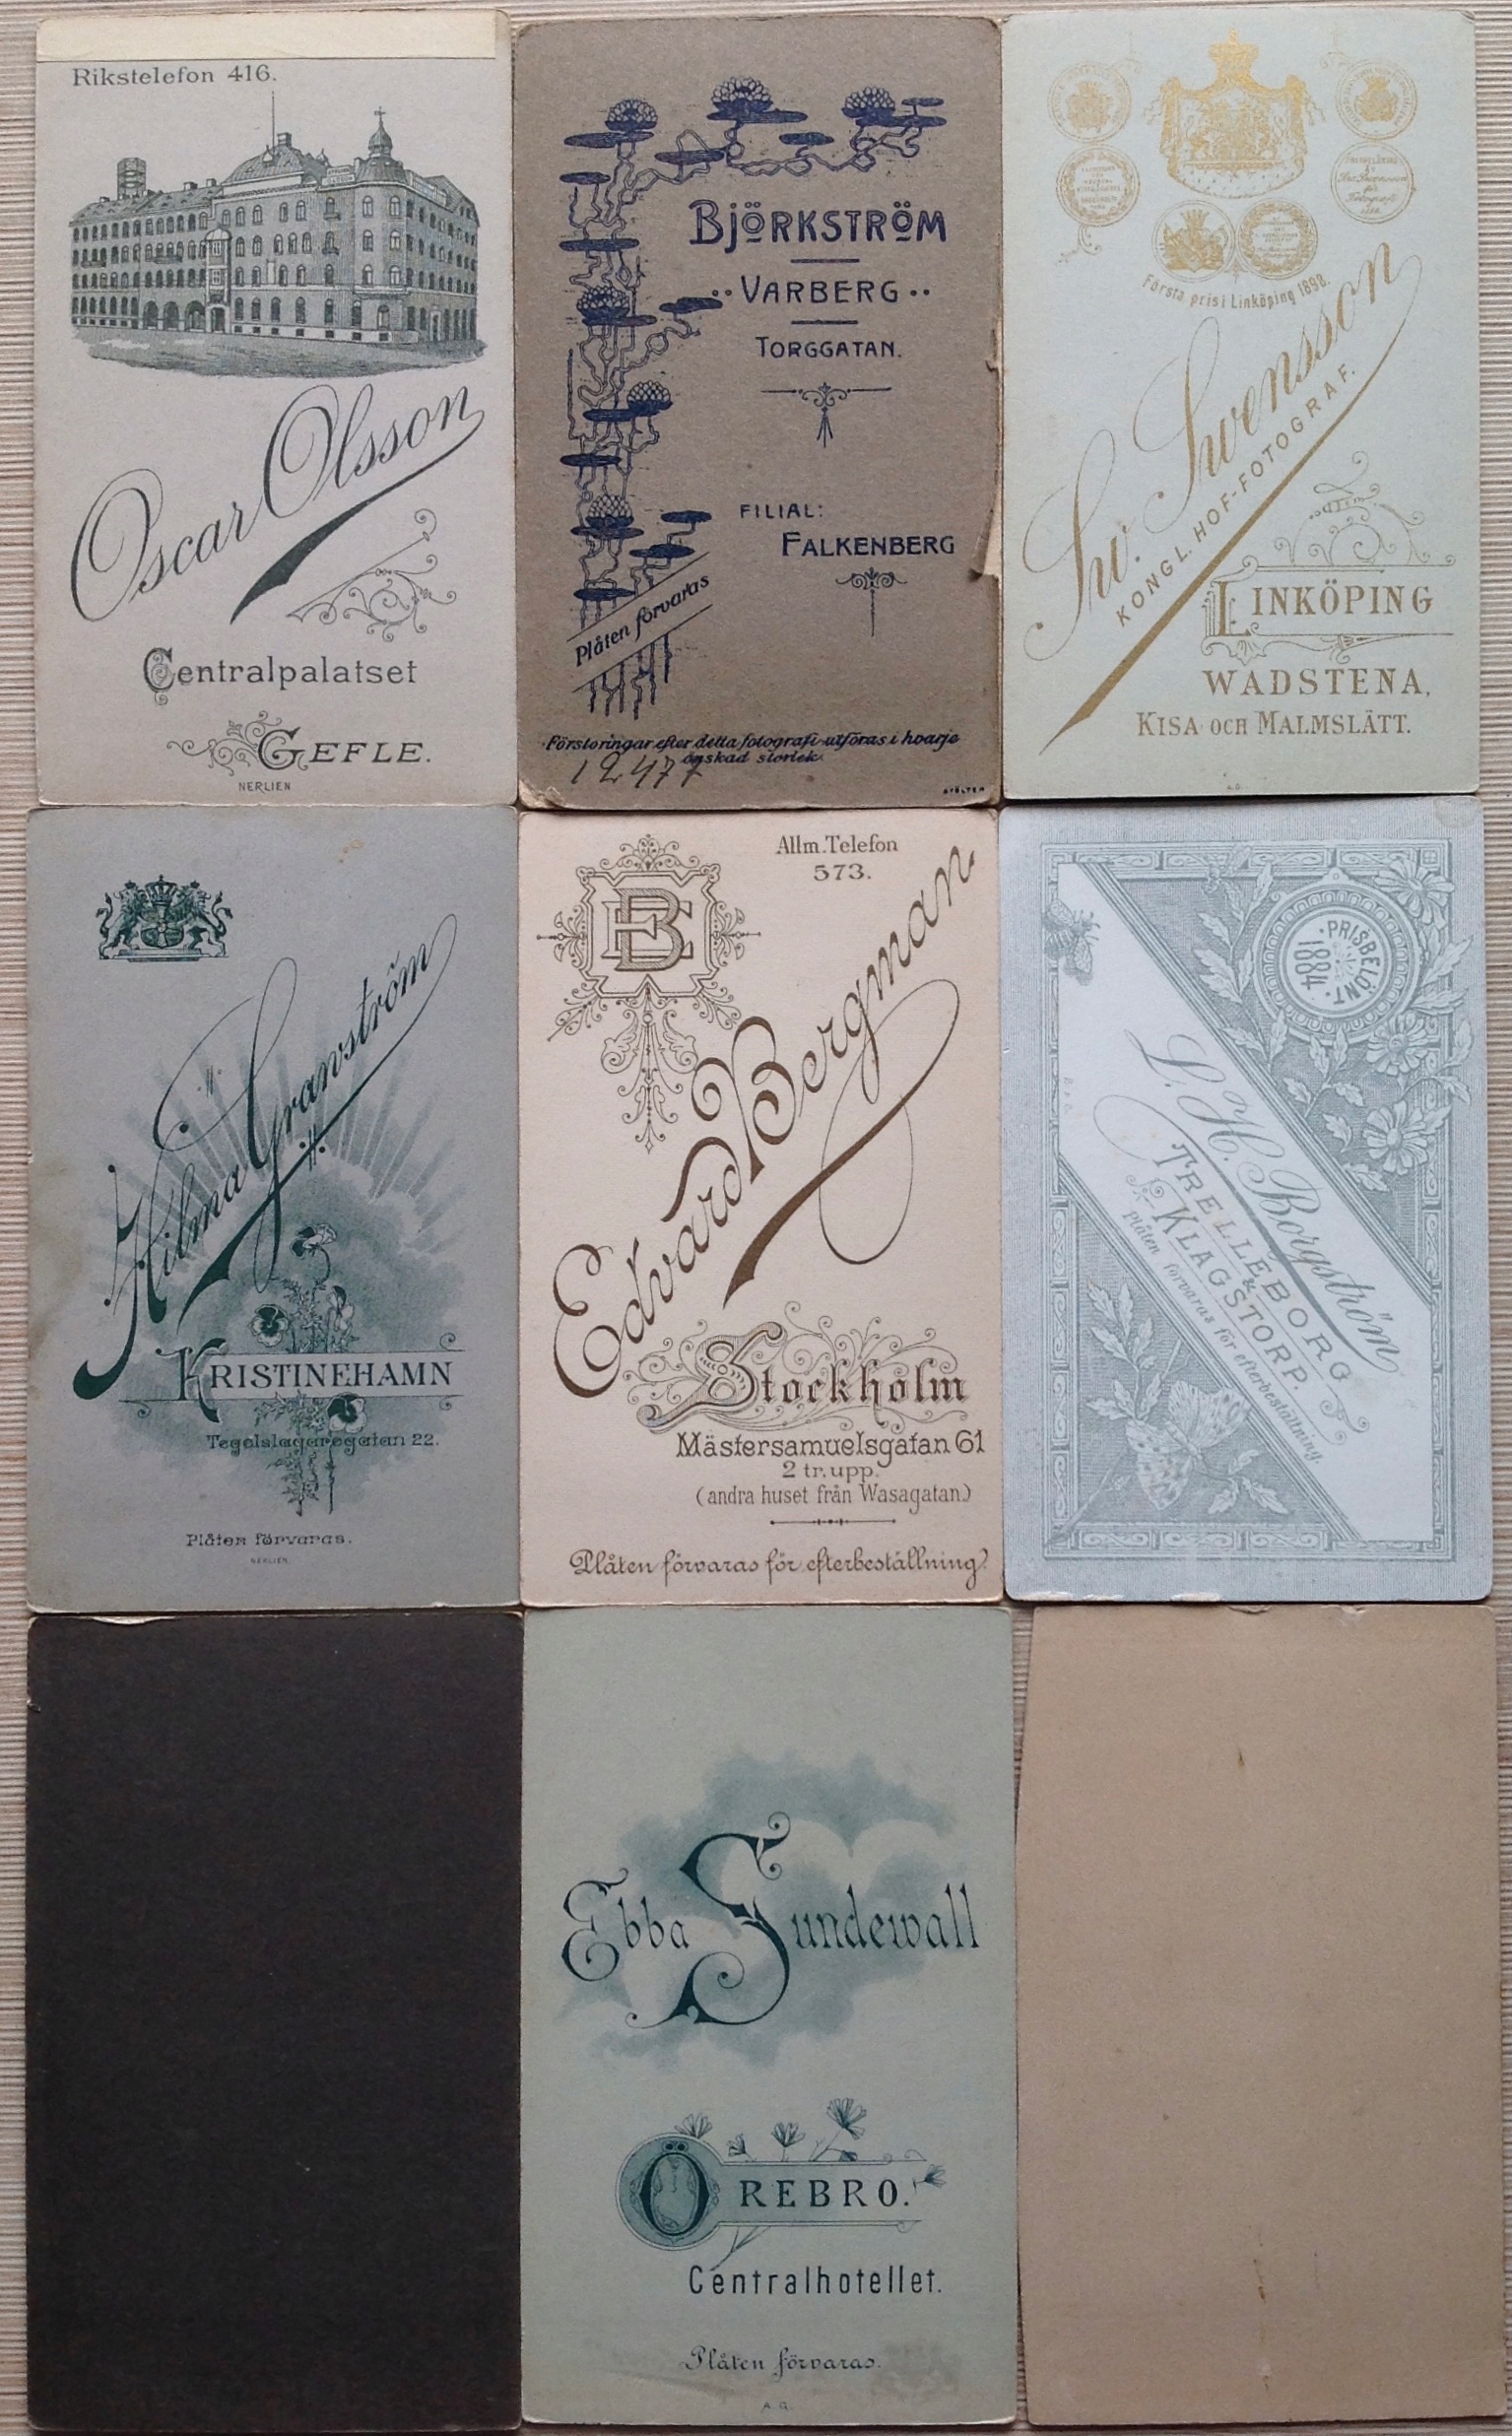 Rikstelefon 416.
Oscar Olsson
Centralpalatset
GEFLE.
NERLIEN
BJÖRKSTRÖM
VARBERG
TORGGATAN.
FILIAL:
FALKENBERG
Plåten förvaras
Förstoringar efter detta fotografi utföras i hvarje
önskad storlek.
12477
Första pris i Linköping 1898.
Sv. Svensson
KONGL. HOF-FOTOGRAF.
LINKÖPING
WADSTENA,
KISA OCH MALMSLÄTT.
Hilma Granström
KRISTINEHAMN
Tegelslagaregatan 22.
Plåten förvaras.
NERLIEN.
Allm. Telefon
573.
EB
Edvard Bergman.
Stockholm
Mästersamuelsgatan 61
2 tr. upp.
(andra huset från Wasagatan)
Plåten förvaras för efterbeställning.
PRISBELÖNT.
1884
L. H. Borgström
TRELLEBORG
&
KLAGSTORP.
plåten förvaras för efterbeställning.
Ebba Sundewall
ÖREBRO.
Centralhotellet.
Plåten förvaras.
A. G.